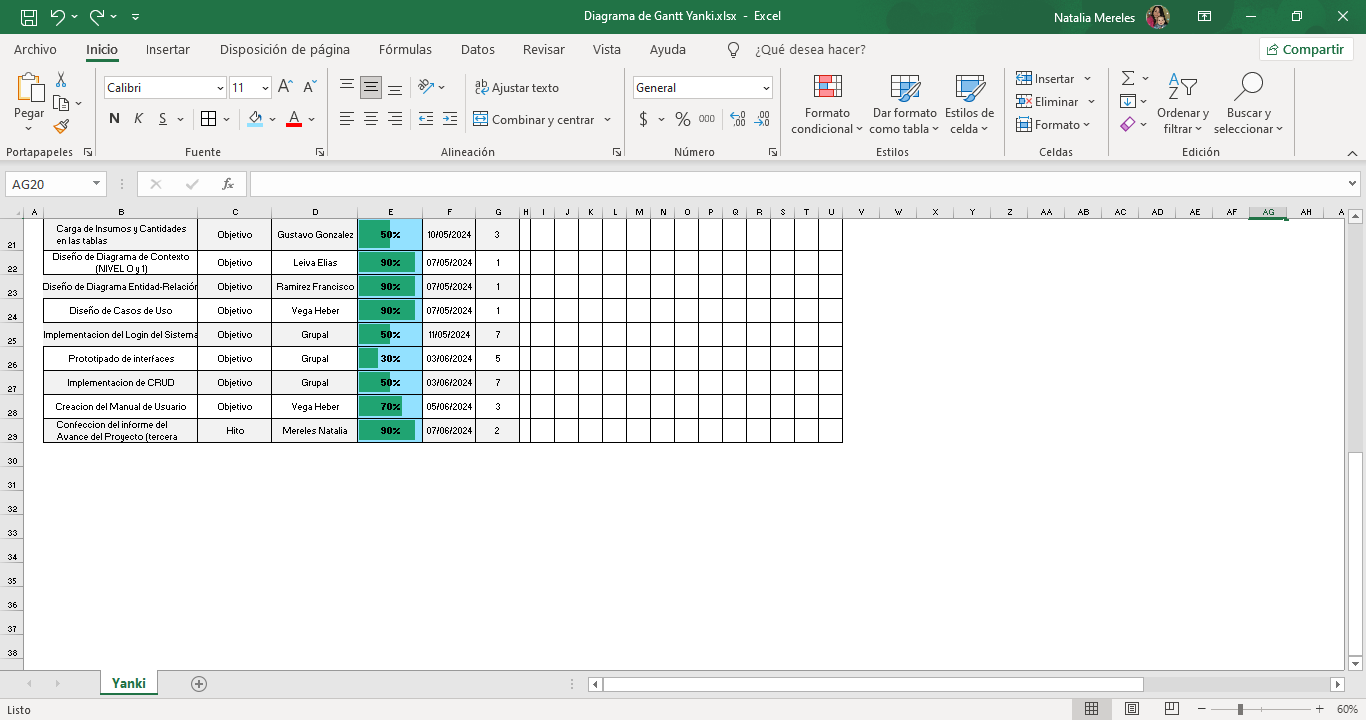 Diagrama de Gantt Yanki.xlsx - Excel
Natalia Mereles
Archivo Inicio Insertar Disposición de página Fórmulas Datos Revisar Vista Ayuda ¿Qué desea hacer? Compartir
Pegar
Portapapeles
Calibri 11
N K S A
Fuente
Ajustar texto
Combinar y centrar
Alineación
General
$ % 000
Número
Formato condicional
Dar formato como tabla
Estilos de celda
Estilos
Insertar
Eliminar
Formato
Celdas
Ordenar y filtrar
Buscar y seleccionar
Edición
AG20 fx
A B C D E F G H I J K L M N O P Q R S T U V W X Y Z AA AB AC AD AE AF AG AH A
21 Carga de Insumos y Cantidades en las tablas Objetivo Gustavo Gonzalez 50% 10/05/2024 3
22 Diseño de Diagrama de Contexto (NIVEL 0 y 1) Objetivo Leiva Elias 90% 07/05/2024 1
23 Diseño de Diagrama Entidad-Relación Objetivo Ramirez Francisco 90% 07/05/2024 1
24 Diseño de Casos de Uso Objetivo Vega Heber 90% 07/05/2024 1
25 Implementacion del Login del Sistema Objetivo Grupal 50% 11/05/2024 7
26 Prototipado de interfaces Objetivo Grupal 30% 03/06/2024 5
27 Implementacion de CRUD Objetivo Grupal 50% 03/06/2024 7
28 Creacion del Manual de Usuario Objetivo Vega Heber 70% 05/06/2024 3
29 Confeccion del informe del Avance del Proyecto (tercera Hito Mereles Natalia 90% 07/06/2024 2
30
31
32
33
34
35
36
37
38
Yanki
Listo 60%